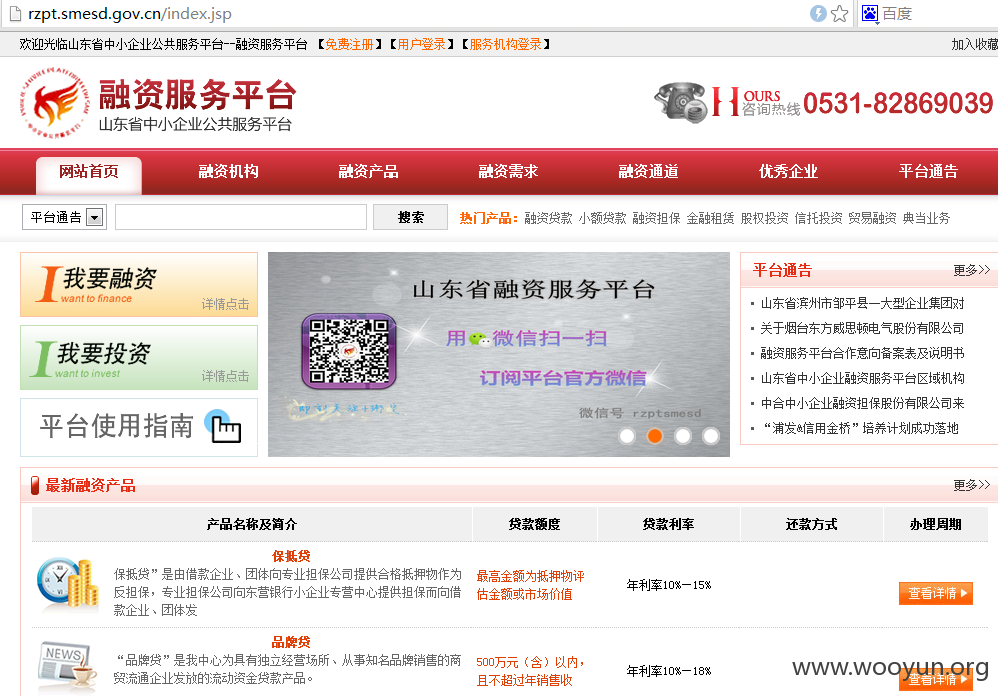 rzpt.smesd.gov.cn/index.jsp
百度
欢迎光临山东省中小企业公共服务平台--融资服务平台 【免费注册】【用户登录】【服务机构登录】
加入收藏
融资服务平台
山东省中小企业公共服务平台
HOURS
咨询热线
0531-82869039
网站首页 融资机构 融资产品 融资需求 融资通道 优秀企业 平台通告
平台通告 搜索 热门产品: 融资贷款 小额贷款 融资担保 金融租赁 股权投资 信托投资 贸易融资 典当业务
I我要融资
want to finance
详情点击
I我要投资
want to invest
详情点击
平台使用指南
山东省融资服务平台
用微信扫一扫
订阅平台官方微信
微信号 rzptsmesd
平台通告 更多>>
山东省滨州市邹平县一大型企业集团对
关于烟台东方威思顿电气股份有限公司
融资服务平台合作意向备案表及说明书
山东省中小企业融资服务平台区域机构
中合中小企业融资担保股份有限公司来
“浦发&信用金桥”培养计划成功落地
最新融资产品 更多>>
产品名称及简介 贷款额度 贷款利率 还款方式 办理周期
保抵贷
保抵贷”是由借款企业、团体向专业担保公司提供合格抵押物作为
反担保，专业担保公司向东营银行小企业专营中心提供担保而向借
款企业、团体发
最高金额为抵押物评
估金额或市场价值
年利率10%－15%
查看详情
NEWS
品牌贷
“品牌贷”是我中心为具有独立经营场所、从事知名品牌销售的商
贸流通企业发放的流动资金贷款产品。
500万元（含）以内，
且不超过年销售收
年利率10%－18%
查看详情
www.wooyun.org